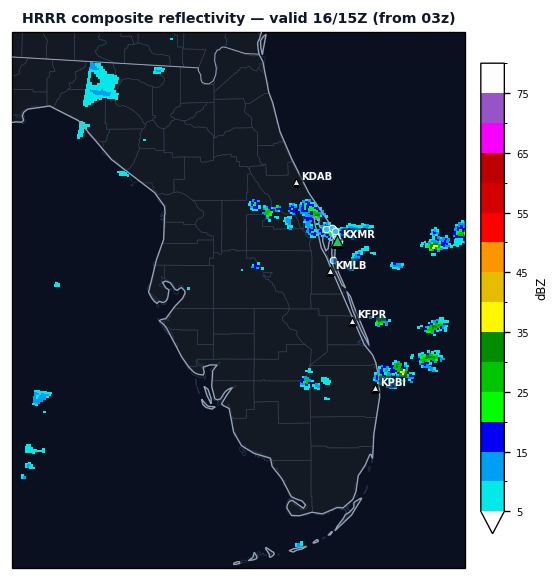 HRRR composite reflectivity — valid 16/15Z (from 03z)
KDAB
KXMR
KMLB
KFPR
KPBI
75
65
55
45
35
25
15
5
dBZ